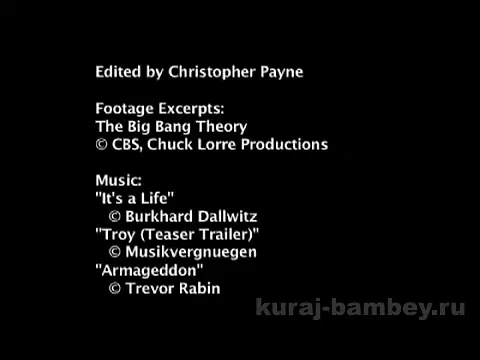 Edited by Christopher Payne
Footage Excerpts:
The Big Bang Theory
© CBS, Chuck Lorre Productions
Music:
"It's a Life"
© Burkhard Dallwitz
"Troy (Teaser Trailer)"
© Musikvergnuegen
"Armageddon"
© Trevor Rabin
kuraj-bambey.ru